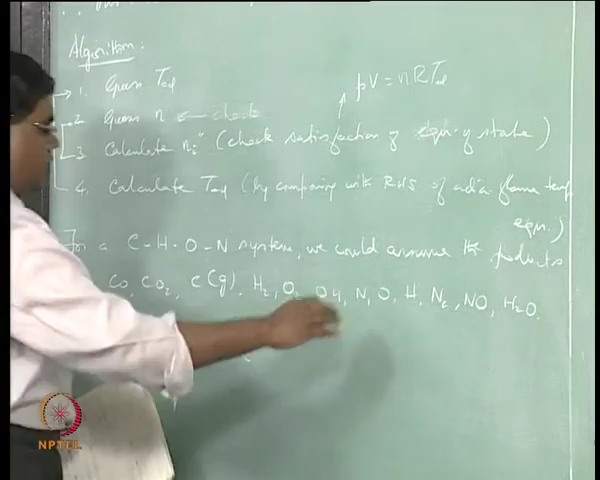 Algorithm:
1. Guess Tad
pV = nRTad
2. Guess n ← check
3. Calculate ni" (check satisfaction of eqn. of state)
4. Calculate Tad (by comparing with RHS of adia flame temp eqn.)
For a C-H-O-N system, we could assume the products
CO, CO2, C(g), H2, O2, OH, N, O, H, N2, NO, H2O.
NPTEL